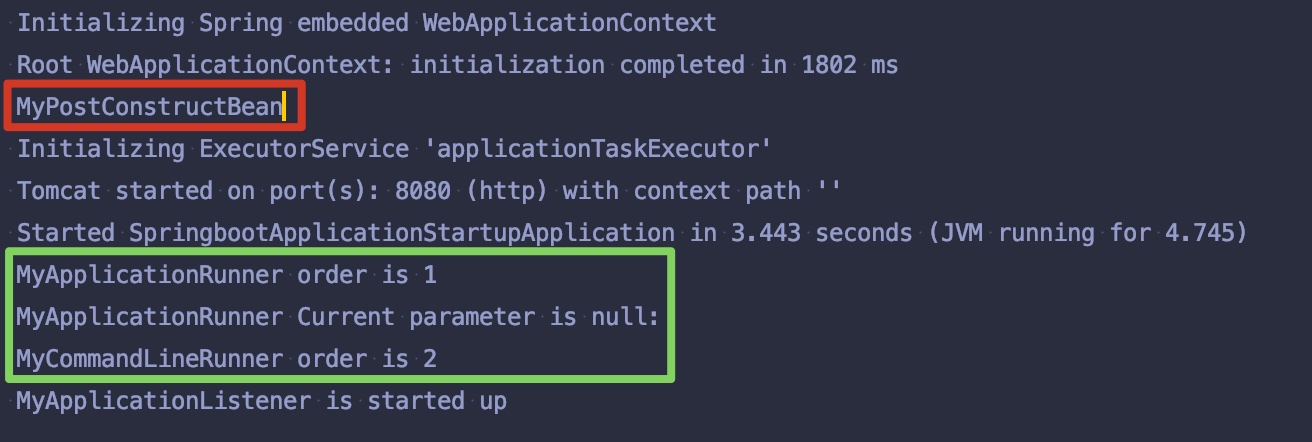 Initializing Spring embedded WebApplicationContext
Root WebApplicationContext: initialization completed in 1802 ms
MyPostConstructBean
Initializing ExecutorService 'applicationTaskExecutor'
Tomcat started on port(s): 8080 (http) with context path ''
Started SpringbootApplicationStartupApplication in 3.443 seconds (JVM running for 4.745)
MyApplicationRunner order is 1
MyApplicationRunner Current parameter is null:
MyCommandLineRunner order is 2
MyApplicationListener is started up